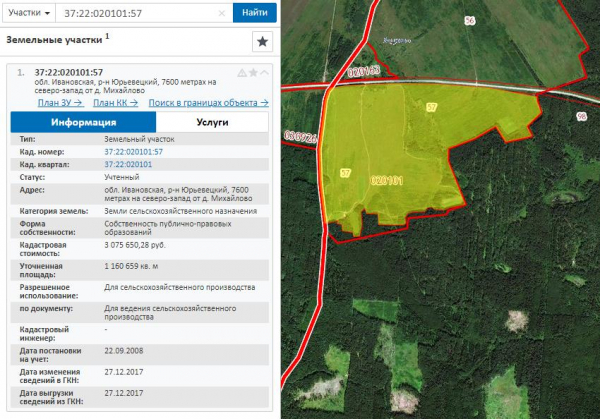 Участки
37:22:020101:57
Найти
Земельные участки 1
1. 37:22:020101:57
обл. Ивановская, р-н Юрьевецкий, 7600 метрах на
северо-запад от д. Михайлово
План ЗУ → План КК → Поиск в границах объекта →
Информация Услуги
Тип: Земельный участок
Кад. номер: 37:22:020101:57
Кад. квартал: 37:22:020101
Статус: Учтенный
Адрес: обл. Ивановская, р-н Юрьевецкий, 7600
метрах на северо-запад от д. Михайлово
Категория земель: Земли сельскохозяйственного назначения
Форма собственности: Собственность публично-правовых
образований
Кадастровая стоимость: 3 075 650,28 руб.
Уточненная площадь: 1 160 659 кв. м
Разрешенное использование: Для сельскохозяйственного производства
по документу: Для ведения сельскохозяйственного
производства
Кадастровый инженер: -
Дата постановки на учет: 22.09.2008
Дата изменения сведений в ГКН: 27.12.2017
Дата выгрузки сведений из ГКН: 27.12.2017
56
020163
57
98
030926
57
020101